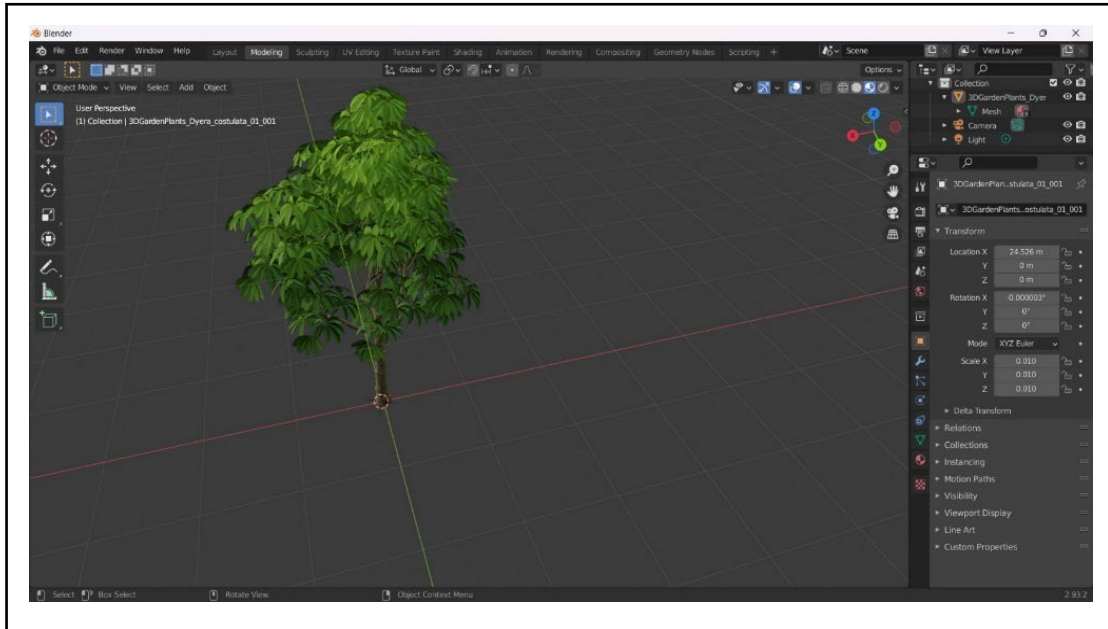 Blender
File Edit Render Window Help Layout Modeling Sculpting UV Editing Texture Paint Shading Animation Rendering Compositing Geometry Nodes Scripting + Scene View Layer
Global Options
Object Mode View Select Add Object
User Perspective
(1) Collection | 3DGardenPlants_Dyera_costulata_01_001
Z
X
Y
Collection
3DGardenPlants_Dyer
Mesh
Camera
Light
3DGardenPlan...stulata_01_001
3DGardenPlants...ostulata_01_001
Transform
Location X 24.526 m
Y 0 m
Z 0 m
Rotation X -0.000003°
Y 0°
Z 0°
Mode XYZ Euler
Scale X 0.010
Y 0.010
Z 0.010
Delta Transform
Relations
Collections
Instancing
Motion Paths
Visibility
Viewport Display
Line Art
Custom Properties
Select Box Select Rotate View Object Context Menu 2.93.2